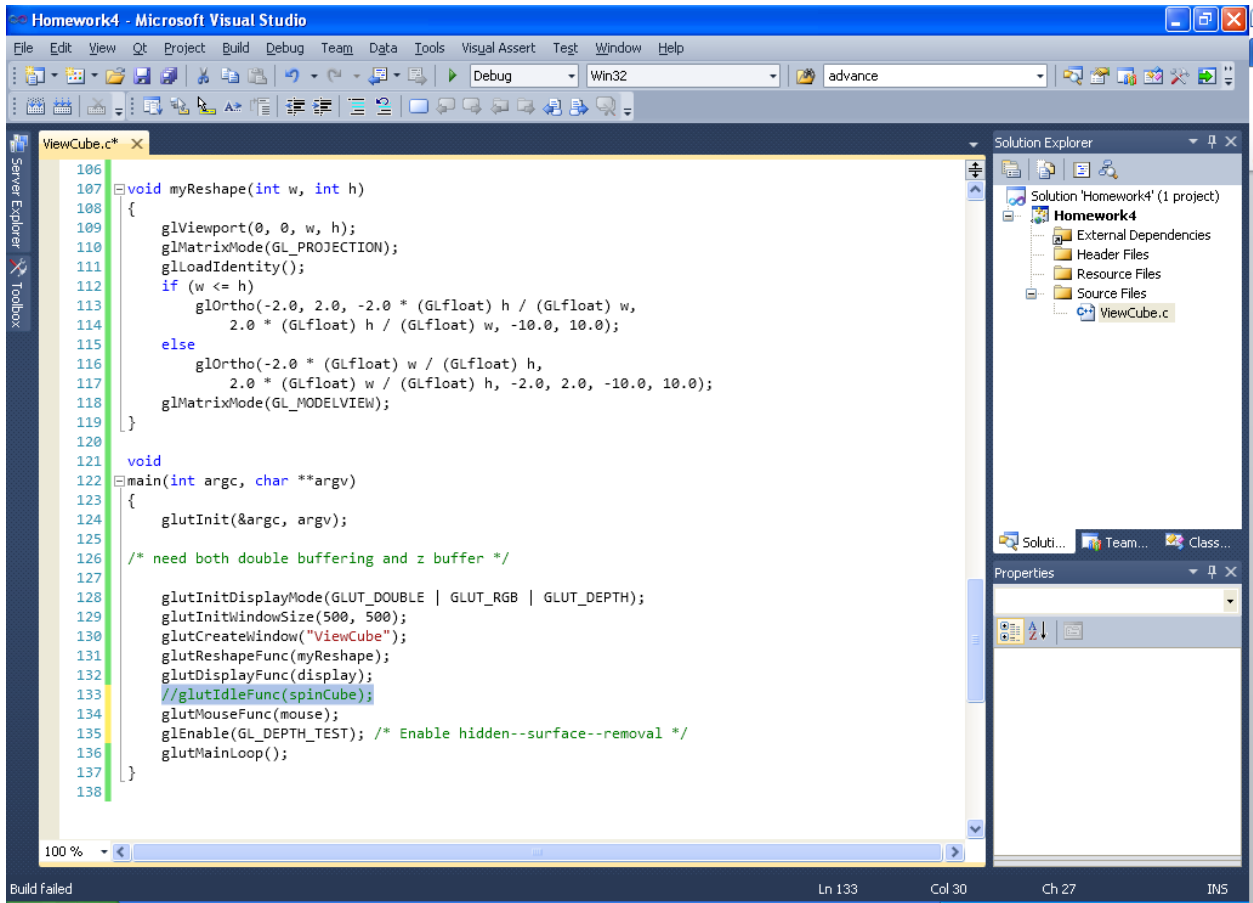 Homework4 - Microsoft Visual Studio
File Edit View Qt Project Build Debug Team Data Tools Visual Assert Test Window Help
Debug Win32 advance
Server Explorer
Toolbox
ViewCube.c*
106
107 void myReshape(int w, int h)
108 {
109 glViewport(0, 0, w, h);
110 glMatrixMode(GL_PROJECTION);
111 glLoadIdentity();
112 if (w <= h)
113 glOrtho(-2.0, 2.0, -2.0 * (GLfloat) h / (GLfloat) w,
114 2.0 * (GLfloat) h / (GLfloat) w, -10.0, 10.0);
115 else
116 glOrtho(-2.0 * (GLfloat) w / (GLfloat) h,
117 2.0 * (GLfloat) w / (GLfloat) h, -2.0, 2.0, -10.0, 10.0);
118 glMatrixMode(GL_MODELVIEW);
119 }
120
121 void
122 main(int argc, char **argv)
123 {
124 glutInit(&argc, argv);
125
126 /* need both double buffering and z buffer */
127
128 glutInitDisplayMode(GLUT_DOUBLE | GLUT_RGB | GLUT_DEPTH);
129 glutInitWindowSize(500, 500);
130 glutCreateWindow("ViewCube");
131 glutReshapeFunc(myReshape);
132 glutDisplayFunc(display);
133 //glutIdleFunc(spinCube);
134 glutMouseFunc(mouse);
135 glEnable(GL_DEPTH_TEST); /* Enable hidden--surface--removal */
136 glutMainLoop();
137 }
138
100 %
Solution Explorer
Solution 'Homework4' (1 project)
Homework4
External Dependencies
Header Files
Resource Files
Source Files
ViewCube.c
Soluti... Team... Class...
Properties
Build failed Ln 133 Col 30 Ch 27 INS